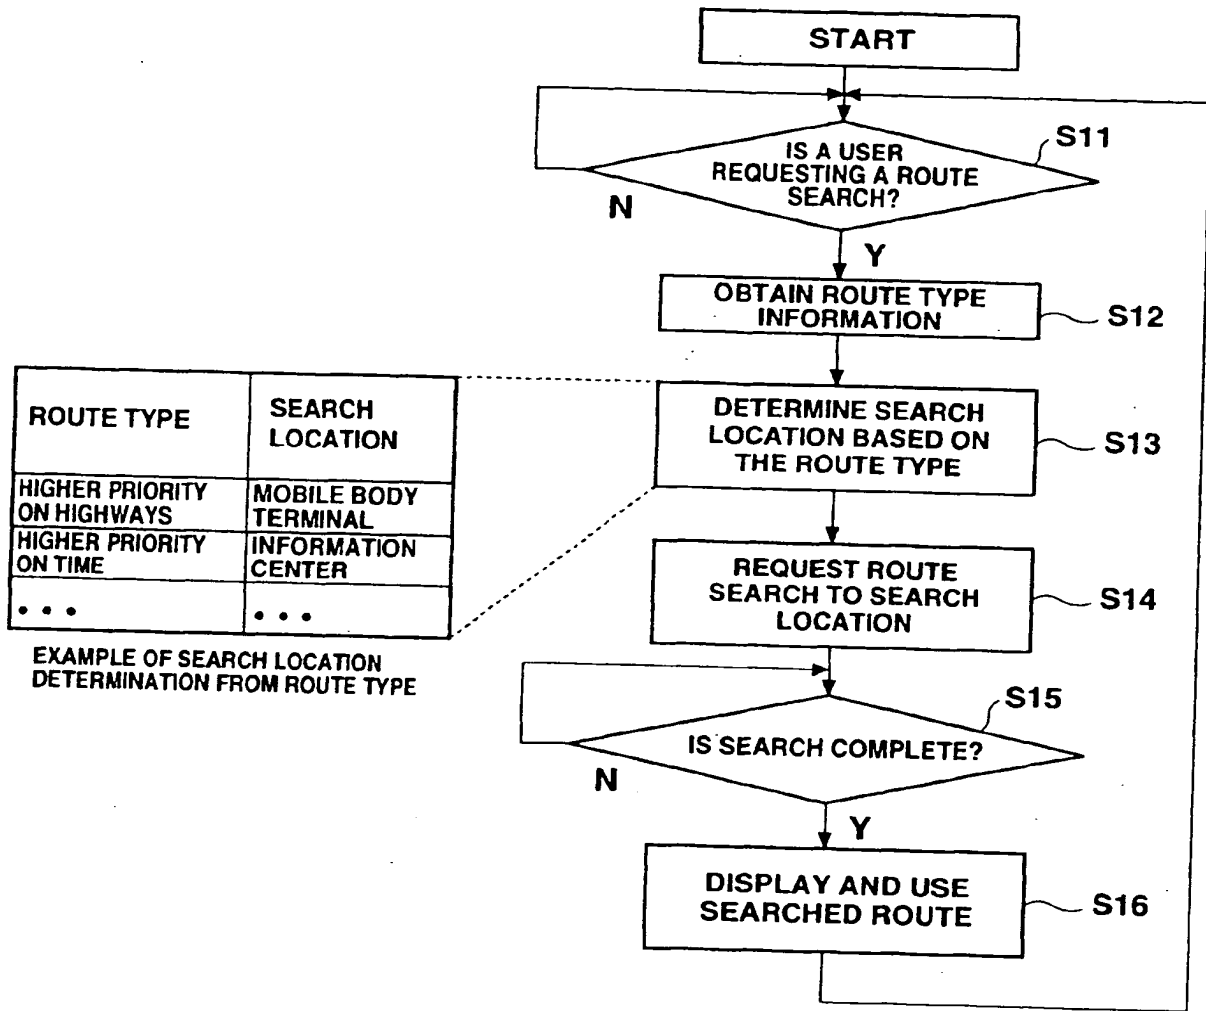 START
S11
IS A USER
REQUESTING A ROUTE
SEARCH?
N
Y
OBTAIN ROUTE TYPE
INFORMATION
S12
DETERMINE SEARCH
LOCATION BASED ON
THE ROUTE TYPE
S13
ROUTE TYPE
SEARCH
LOCATION
HIGHER PRIORITY
ON HIGHWAYS
MOBILE BODY
TERMINAL
HIGHER PRIORITY
ON TIME
INFORMATION
CENTER
• • •
• • •
EXAMPLE OF SEARCH LOCATION
DETERMINATION FROM ROUTE TYPE
REQUEST ROUTE
SEARCH TO SEARCH
LOCATION
S14
S15
IS SEARCH COMPLETE?
N
Y
DISPLAY AND USE
SEARCHED ROUTE
S16